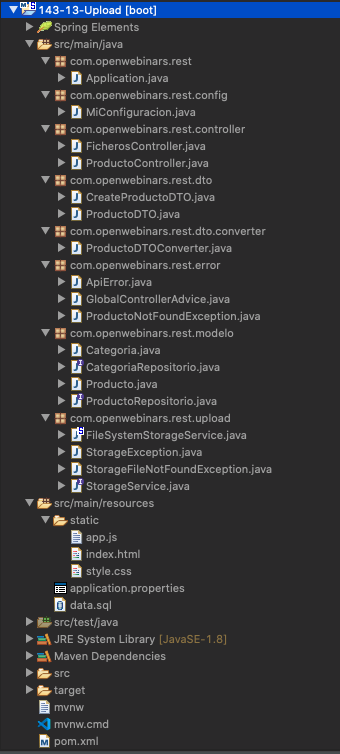 143-13-Upload [boot]
Spring Elements
src/main/java
com.openwebinars.rest
Application.java
com.openwebinars.rest.config
MiConfiguracion.java
com.openwebinars.rest.controller
FicherosController.java
ProductoController.java
com.openwebinars.rest.dto
CreateProductoDTO.java
ProductoDTO.java
com.openwebinars.rest.dto.converter
ProductoDTOConverter.java
com.openwebinars.rest.error
ApiError.java
GlobalControllerAdvice.java
ProductoNotFoundException.java
com.openwebinars.rest.modelo
Categoria.java
CategoriaRepositorio.java
Producto.java
ProductoRepositorio.java
com.openwebinars.rest.upload
FileSystemStorageService.java
StorageException.java
StorageFileNotFoundException.java
StorageService.java
src/main/resources
static
app.js
index.html
style.css
application.properties
data.sql
src/test/java
JRE System Library [JavaSE-1.8]
Maven Dependencies
src
target
mvnw
mvnw.cmd
pom.xml